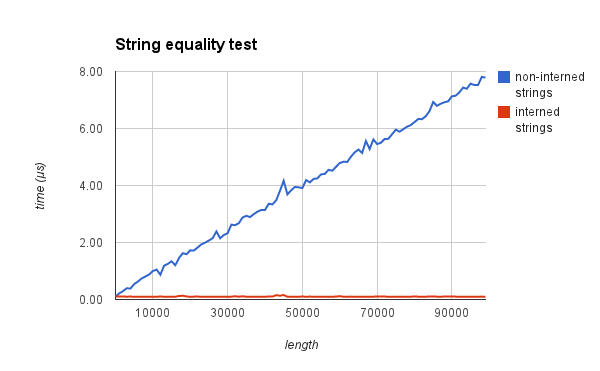 String equality test
8.00
6.00
4.00
2.00
0.00
time (µs)
10000
30000
50000
70000
90000
length
non-interned
strings
interned
strings